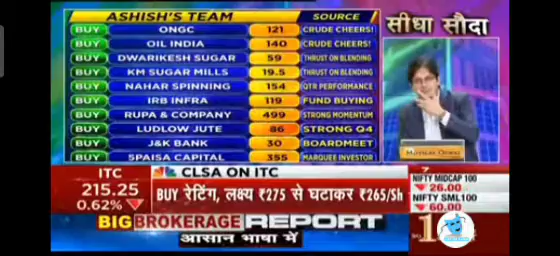 ASHISH'S TEAM SOURCE
BUY ONGC 121 CRUDE CHEERS!
BUY OIL INDIA 140 CRUDE CHEERS!
BUY DWARIKESH SUGAR 59 THRUST ON BLENDING
BUY KM SUGAR MILLS 19.5 THRUST ON BLENDING
BUY NAHAR SPINNING 154 QTR PERFORMANCE
BUY IRB INFRA 119 FUND BUYING
BUY RUPA & COMPANY 499 STRONG MOMENTUM
BUY LUDLOW JUTE 86 STRONG Q4
BUY J&K BANK 30 BOARDMEET
BUY 5PAISA CAPITAL 355 MARQUEE INVESTOR
सीधा सौदा
MOTILAL OSWAL
ITC
215.25
0.62%
CLSA ON ITC
BUY रेटिंग, लक्ष्य ₹275 से घटाकर ₹265/Sh
NIFTY MIDCAP 100
26.00
NIFTY SML100
60.00
BIG BROKERAGE REPORT
आसान भाषा में